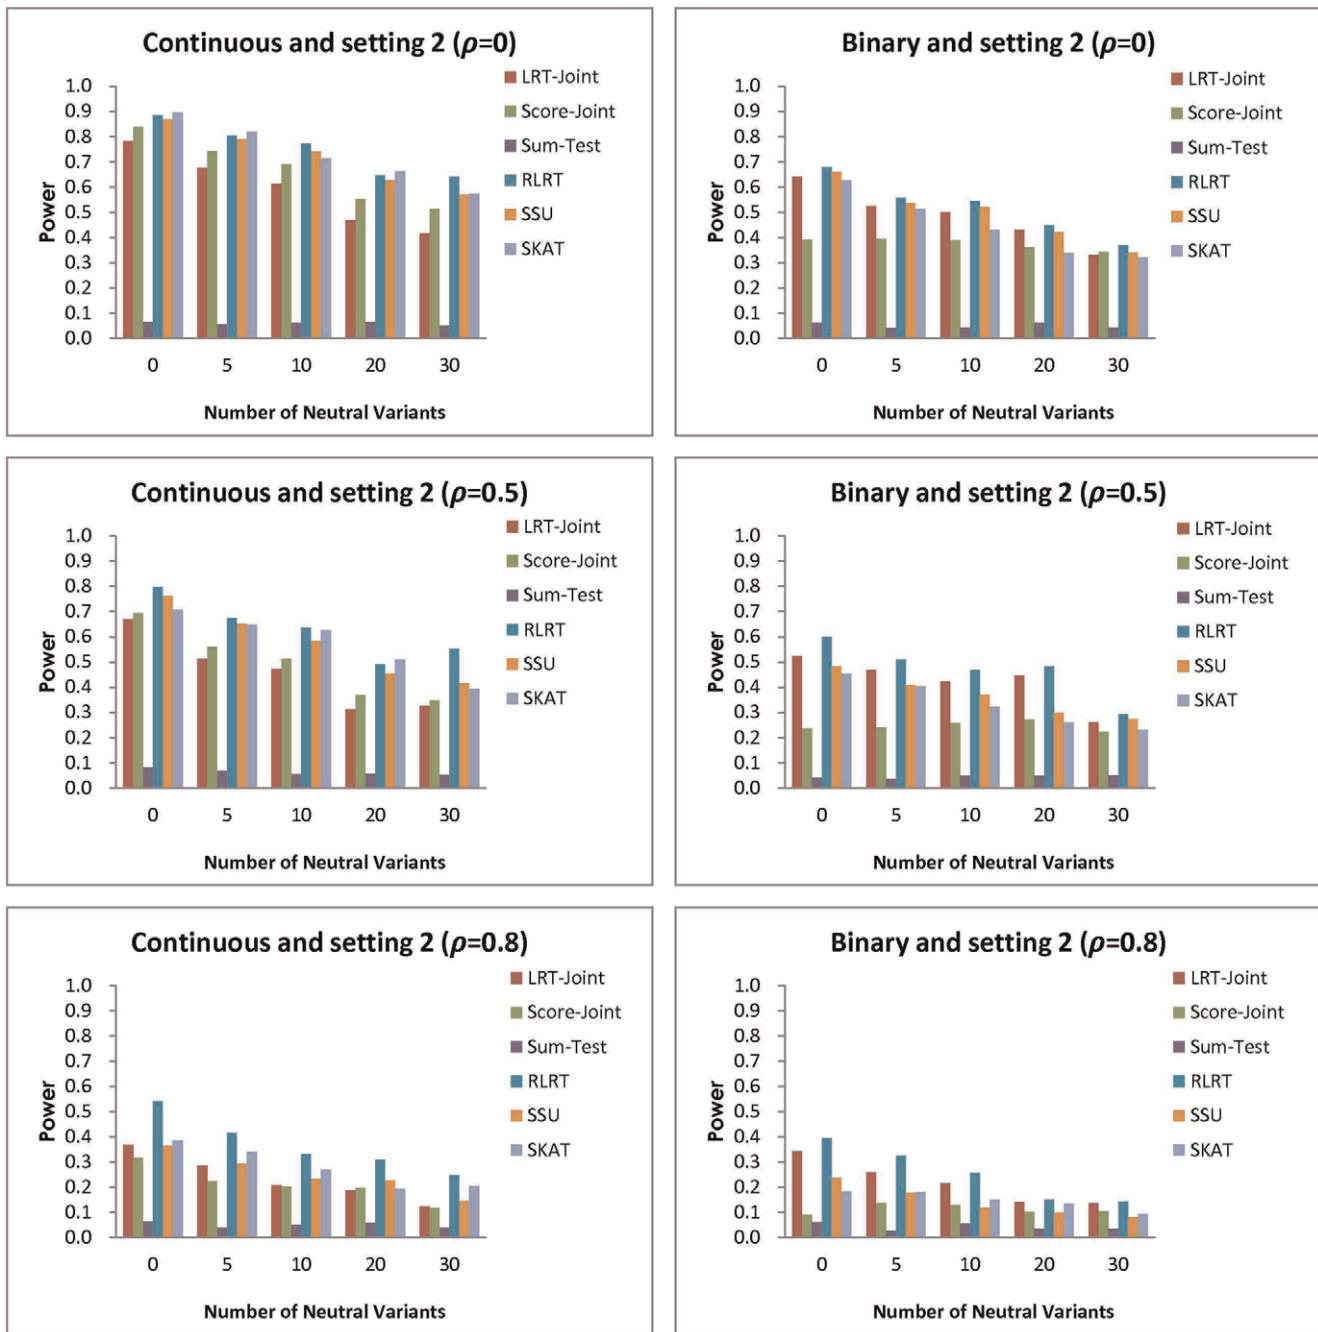 Continuous and setting 2 (ρ=0)
LRT-Joint
Score-Joint
Sum-Test
RLRT
SSU
SKAT
1.0
0.9
0.8
0.7
0.6
0.5
0.4
0.3
0.2
0.1
0.0
Power
0 5 10 20 30
Number of Neutral Variants
Binary and setting 2 (ρ=0)
LRT-Joint
Score-Joint
Sum-Test
RLRT
SSU
SKAT
1.0
0.9
0.8
0.7
0.6
0.5
0.4
0.3
0.2
0.1
0.0
Power
0 5 10 20 30
Number of Neutral Variants
Continuous and setting 2 (ρ=0.5)
LRT-Joint
Score-Joint
Sum-Test
RLRT
SSU
SKAT
1.0
0.9
0.8
0.7
0.6
0.5
0.4
0.3
0.2
0.1
0.0
Power
0 5 10 20 30
Number of Neutral Variants
Binary and setting 2 (ρ=0.5)
LRT-Joint
Score-Joint
Sum-Test
RLRT
SSU
SKAT
1.0
0.9
0.8
0.7
0.6
0.5
0.4
0.3
0.2
0.1
0.0
Power
0 5 10 20 30
Number of Neutral Variants
Continuous and setting 2 (ρ=0.8)
LRT-Joint
Score-Joint
Sum-Test
RLRT
SSU
SKAT
1.0
0.9
0.8
0.7
0.6
0.5
0.4
0.3
0.2
0.1
0.0
Power
0 5 10 20 30
Number of Neutral Variants
Binary and setting 2 (ρ=0.8)
LRT-Joint
Score-Joint
Sum-Test
RLRT
SSU
SKAT
1.0
0.9
0.8
0.7
0.6
0.5
0.4
0.3
0.2
0.1
0.0
Power
0 5 10 20 30
Number of Neutral Variants